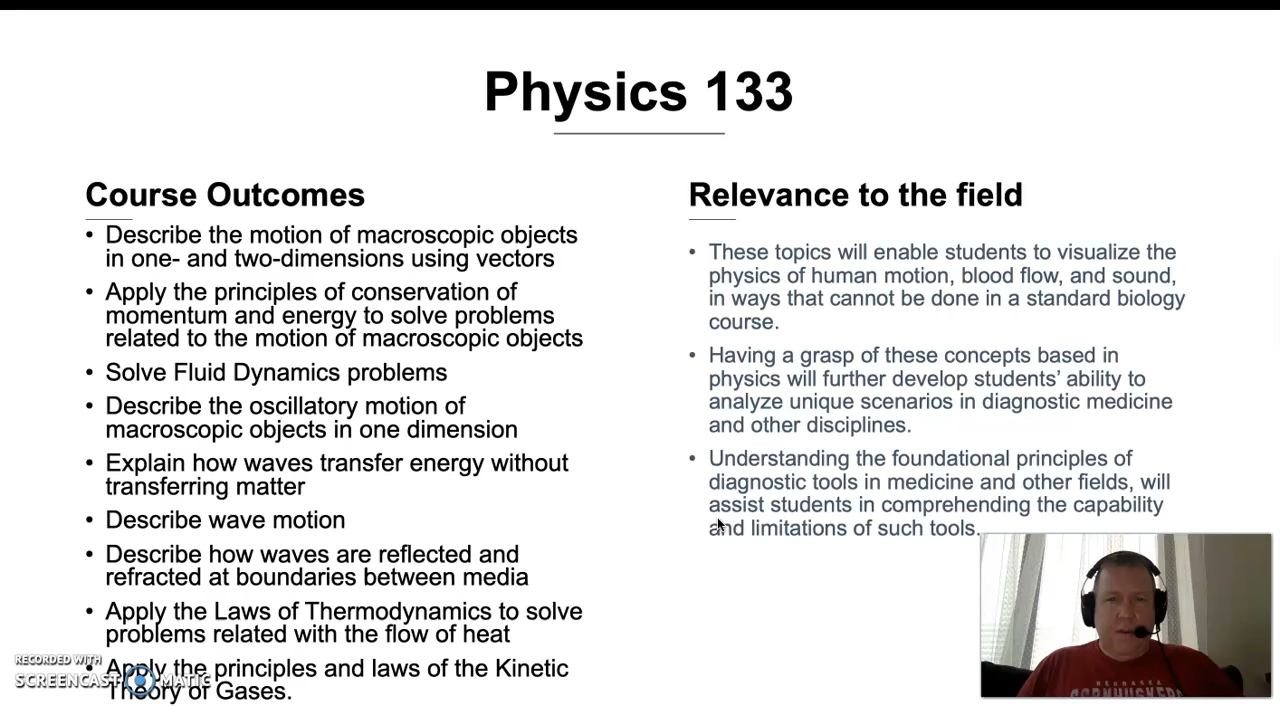 Physics 133
Course Outcomes
• Describe the motion of macroscopic objects
in one- and two-dimensions using vectors
• Apply the principles of conservation of
momentum and energy to solve problems
related to the motion of macroscopic objects
• Solve Fluid Dynamics problems
• Describe the oscillatory motion of
macroscopic objects in one dimension
• Explain how waves transfer energy without
transferring matter
• Describe wave motion
• Describe how waves are reflected and
refracted at boundaries between media
• Apply the Laws of Thermodynamics to solve
problems related with the flow of heat
• Apply the principles and laws of the Kinetic
Theory of Gases.
Relevance to the field
• These topics will enable students to visualize the
physics of human motion, blood flow, and sound,
in ways that cannot be done in a standard biology
course.
• Having a grasp of these concepts based in
physics will further develop students’ ability to
analyze unique scenarios in diagnostic medicine
and other disciplines.
• Understanding the foundational principles of
diagnostic tools in medicine and other fields, will
assist students in comprehending the capability
and limitations of such tools.
RECORDED WITH
SCREENCAST MATIC
NEBRASKA
CORNHUSKERS